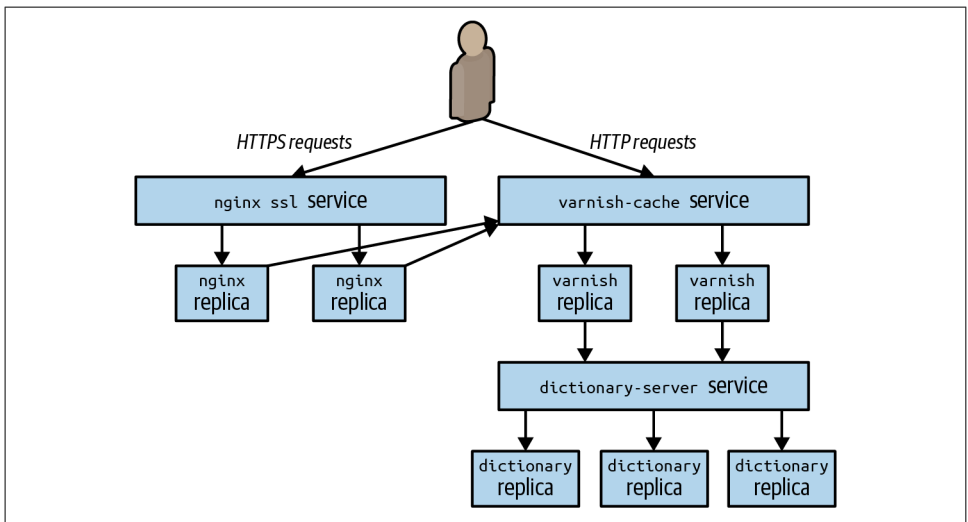 HTTPS requests
HTTP requests
nginx ssl service
varnish-cache service
nginx
replica
nginx
replica
varnish
replica
varnish
replica
dictionary-server service
dictionary
replica
dictionary
replica
dictionary
replica